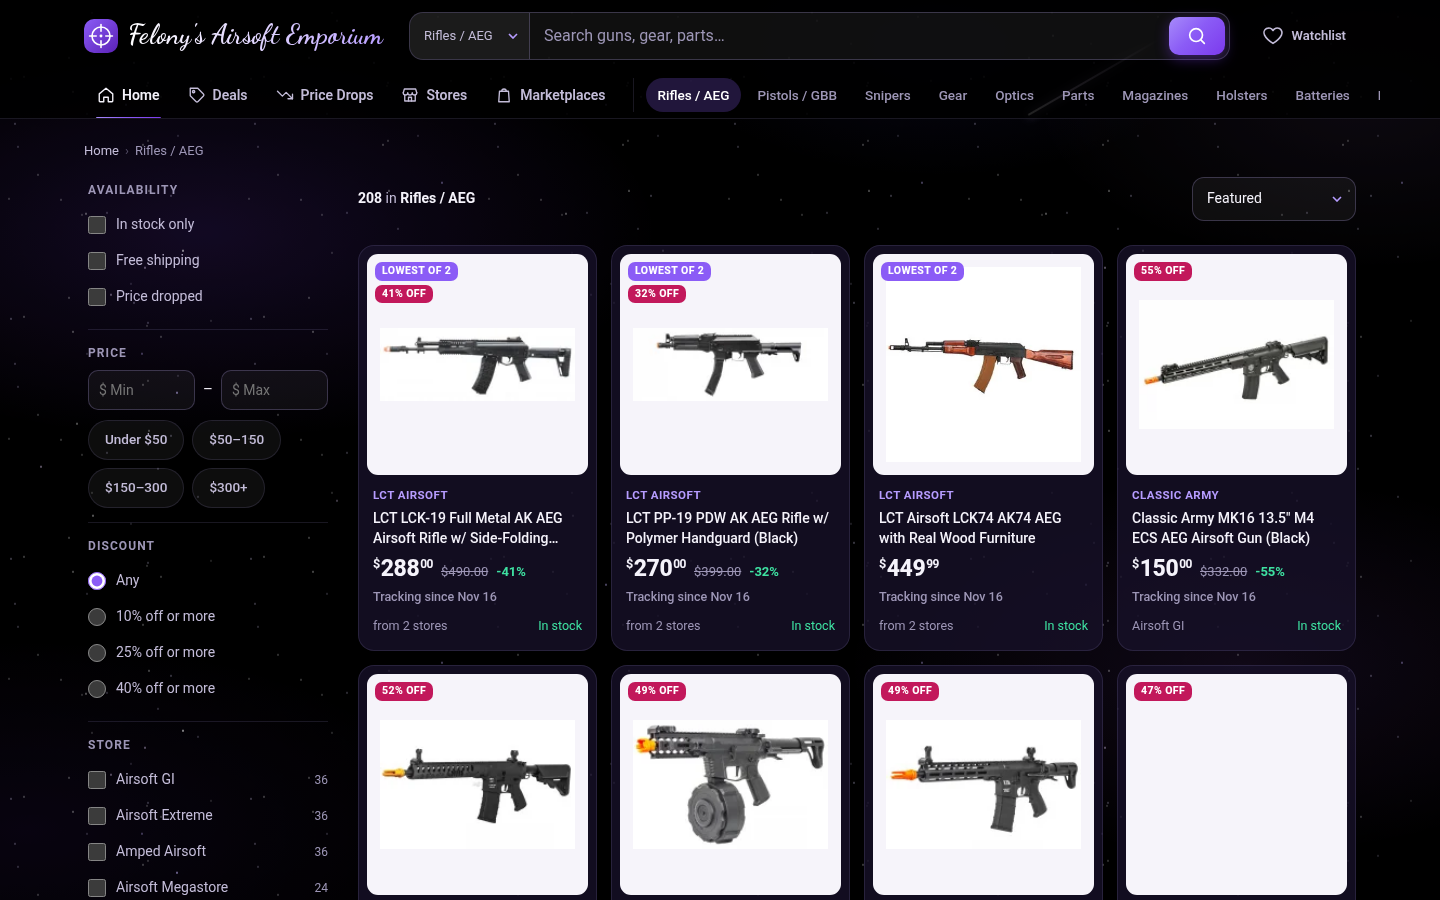 Felony's Airsoft Emporium
Rifles / AEG
Search guns, gear, parts…
Watchlist
Home
Deals
Price Drops
Stores
Marketplaces
Rifles / AEG
Pistols / GBB
Snipers
Gear
Optics
Parts
Magazines
Holsters
Batteries
Home › Rifles / AEG
AVAILABILITY
In stock only
Free shipping
Price dropped
PRICE
$ Min – $ Max
Under $50
$50–150
$150–300
$300+
DISCOUNT
Any
10% off or more
25% off or more
40% off or more
STORE
Airsoft GI 36
Airsoft Extreme 36
Amped Airsoft 36
Airsoft Megastore 24
208 in Rifles / AEG
Featured
LOWEST OF 2
41% OFF
LCT AIRSOFT
LCT LCK-19 Full Metal AK AEG
Airsoft Rifle w/ Side-Folding…
$28800 $490.00 -41%
Tracking since Nov 16
from 2 stores In stock
LOWEST OF 2
32% OFF
LCT AIRSOFT
LCT PP-19 PDW AK AEG Rifle w/
Polymer Handguard (Black)
$27000 $399.00 -32%
Tracking since Nov 16
from 2 stores In stock
LOWEST OF 2
LCT AIRSOFT
LCT Airsoft LCK74 AK74 AEG
with Real Wood Furniture
$44999
Tracking since Nov 16
from 2 stores In stock
55% OFF
CLASSIC ARMY
Classic Army MK16 13.5" M4
ECS AEG Airsoft Gun (Black)
$15000 $332.00 -55%
Tracking since Nov 16
Airsoft GI In stock
52% OFF
49% OFF
49% OFF
47% OFF